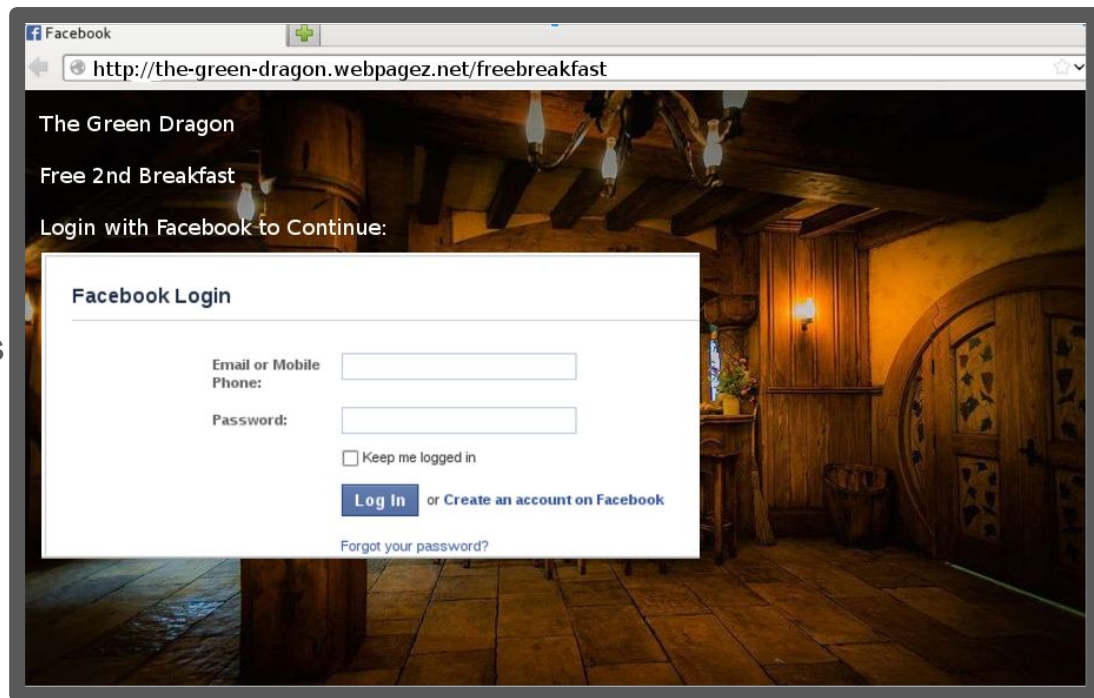 Facebook
http://the-green-dragon.webpagez.net/freebreakfast
The Green Dragon
Free 2nd Breakfast
Login with Facebook to Continue:
Facebook Login
Email or Mobile
Phone:
Password:
Keep me logged in
Log In or Create an account on Facebook
Forgot your password?